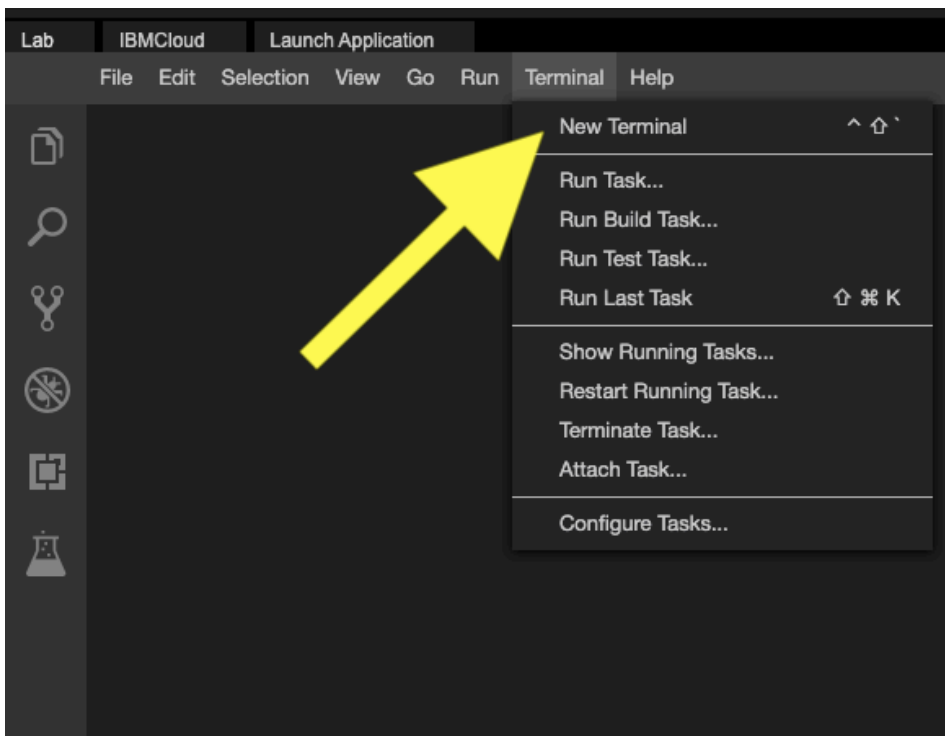 Lab IBMCloud Launch Application
File Edit Selection View Go Run Terminal Help
New Terminal ^ ⇧ `
Run Task...
Run Build Task...
Run Test Task...
Run Last Task ⇧ ⌘ K
Show Running Tasks...
Restart Running Task...
Terminate Task...
Attach Task...
Configure Tasks...